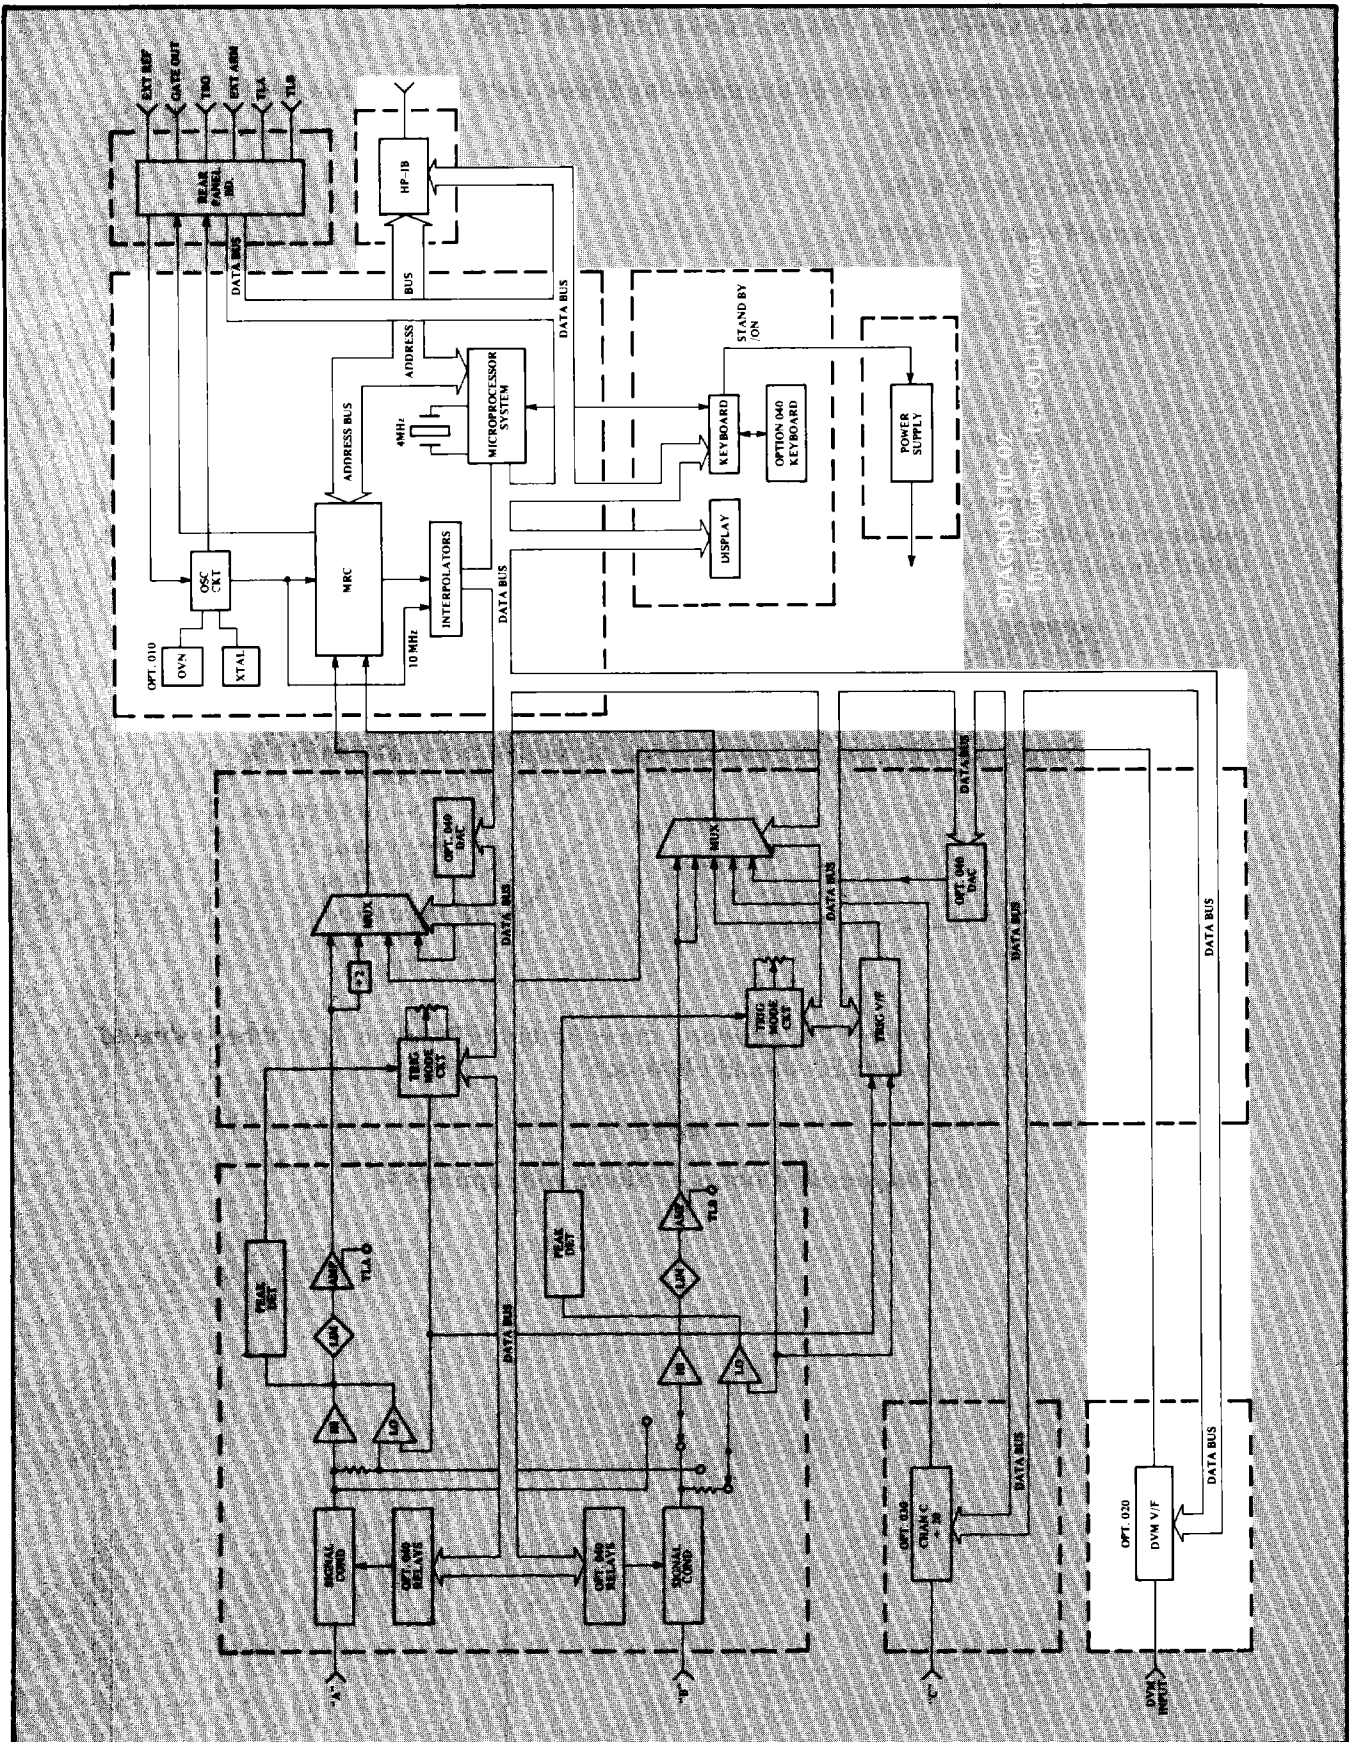 EXT REF
GATE OUT
TBO
EXT ARM
TLA
TLB
REAR
PANEL
BD.
DATA BUS
HP-IB
BUS
ADDRESS
DATA BUS
ADDRESS BUS
4MHz
MICROPROCESSOR
SYSTEM
OPT. 010
OVN
XTAL
OSC
CKT
MRC
10 MHz
INTERPOLATORS
DATA BUS
STAND BY
/ON
KEYBOARD
OPTION 040
KEYBOARD
DISPLAY
POWER
SUPPLY
DIAGNOSTIC 02
MUX
OPT. 040
DAC
÷ 2
TRIG
MODE
CKT
DATA BUS
MUX
TRIG
MODE
CKT
TRIG V/F
DATA BUS
DATA BUS
OPT. 040
DAC
DATA BUS
DATA BUS
PEAK
DET
LIM
AMP
TLA
HI
LO
PEAK
DET
LIM
AMP
TLB
HI
LO
DATA BUS
"A"
SIGNAL
COND
OPT. 040
RELAYS
OPT. 040
RELAYS
"B"
SIGNAL
COND
"C"
OPT. 030
CHAN C
DATA BUS
DVM
INPUT
OPT. 020
DVM V/F
DATA BUS